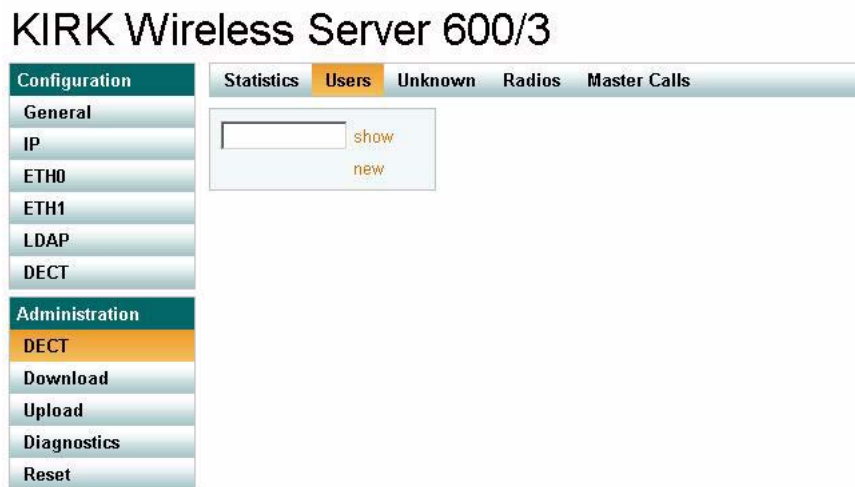 KIRK Wireless Server 600/3
Configuration
General
IP
ETH0
ETH1
LDAP
DECT
Administration
DECT
Download
Upload
Diagnostics
Reset
Statistics Users Unknown Radios Master Calls
show
new